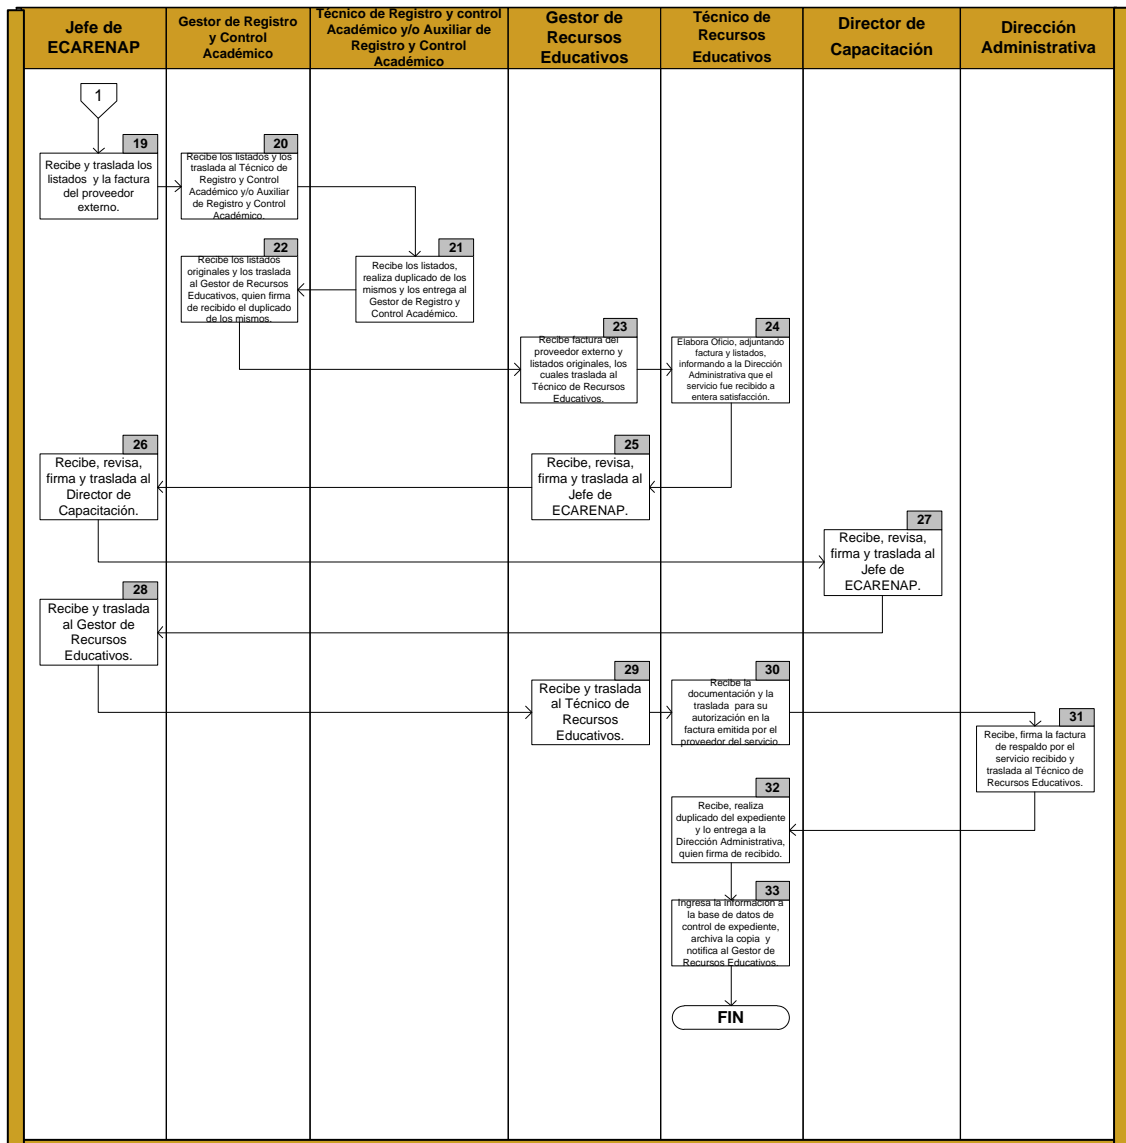 Jefe de
ECARENAP
Gestor de Registro
y Control
Académico
Técnico de Registro y control
Académico y/o Auxiliar de
Registro y Control
Académico
Gestor de
Recursos
Educativos
Técnico de
Recursos
Educativos
Director de
Capacitación
Dirección
Administrativa
1
19
Recibe y traslada los
listados y la factura
del proveedor
externo.
20
Recibe los listados y los
traslada al Técnico de
Registro y Control
Académico y/o Auxiliar
de Registro y Control
Académico.
21
Recibe los listados,
realiza duplicado de los
mismos y los entrega al
Gestor de Registro y
Control Académico.
22
Recibe los listados
originales y los traslada
al Gestor de Recursos
Educativos, quien firma
de recibido el duplicado
de los mismos.
23
Recibe factura del
proveedor externo y
listados originales, los
cuales traslada al
Técnico de Recursos
Educativos.
24
Elabora Oficio, adjuntando
factura y listados,
informando a la Dirección
Administrativa que el
servicio fue recibido a
entera satisfacción.
25
Recibe, revisa,
firma y traslada al
Jefe de
ECARENAP.
26
Recibe, revisa,
firma y traslada al
Director de
Capacitación.
27
Recibe, revisa,
firma y traslada al
Jefe de
ECARENAP.
28
Recibe y traslada
al Gestor de
Recursos
Educativos.
29
Recibe y traslada
al Técnico de
Recursos
Educativos.
30
Recibe la
documentación y la
traslada para su
autorización en la
factura emitida por el
proveedor del servicio.
31
Recibe, firma la factura
de respaldo por el
servicio recibido y
traslada al Técnico de
Recursos Educativos.
32
Recibe, realiza
duplicado del expediente
y lo entrega a la
Dirección Administrativa,
quien firma de recibido.
33
Ingresa la información a
la base de datos de
control de expediente,
archiva la copia y
notifica al Gestor de
Recursos Educativos.
FIN